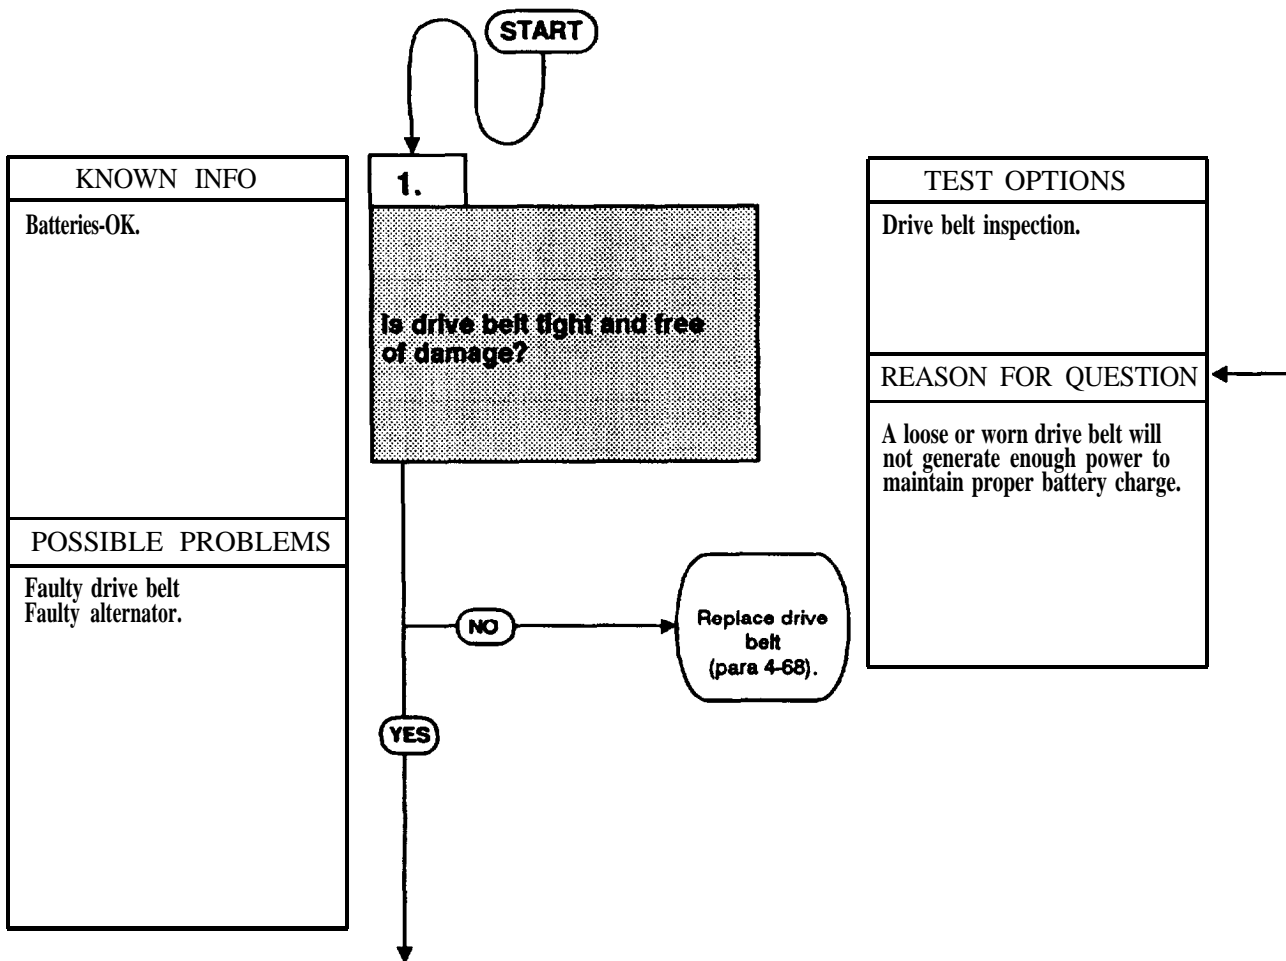 START
KNOWN INFO
Batteries-OK.
POSSIBLE PROBLEMS
Faulty drive belt
Faulty alternator.
1.
Is drive belt tight and free
of damage?
NO
Replace drive
belt
(para 4-68).
YES
TEST OPTIONS
Drive belt inspection.
REASON FOR QUESTION
A loose or worn drive belt will
not generate enough power to
maintain proper battery charge.